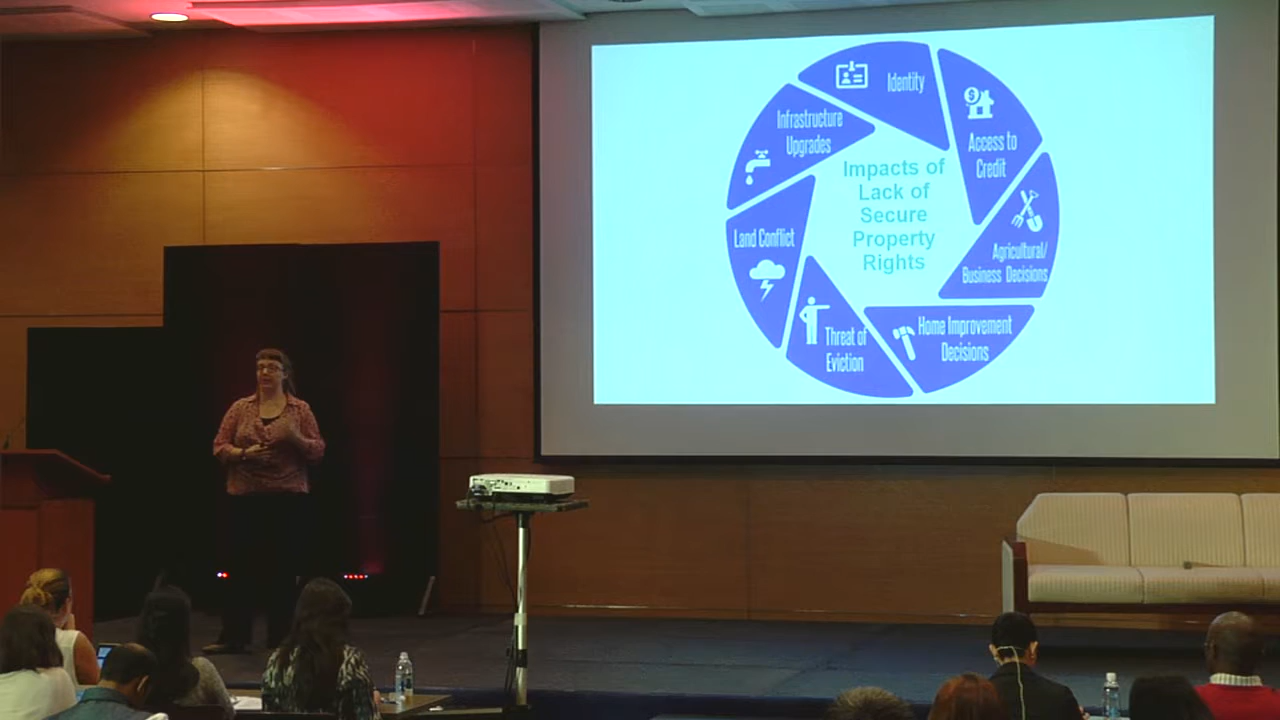 Identity
Access to
Credit
Agricultural/
Business Decisions
Home Improvement
Decisions
Threat of
Eviction
Land Conflict
Infrastructure
Upgrades
Impacts of
Lack of
Secure
Property
Rights